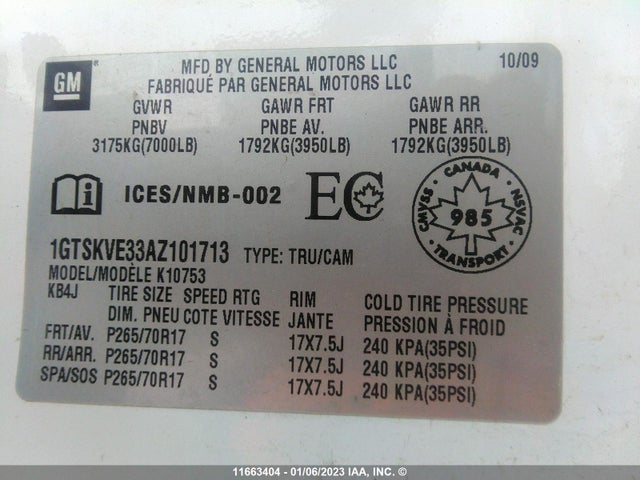 GM
®
MFD BY GENERAL MOTORS LLC 10/09
FABRIQUÉ PAR GENERAL MOTORS LLC
GVWR GAWR FRT GAWR RR
PNBV PNBE AV. PNBE ARR.
3175KG(7000LB) 1792KG(3950LB) 1792KG(3950LB)
i ICES/NMB-002 EC
CANADA
CMVSS NSVAC
985
TRANSPORT
1GTSKVE33AZ101713 TYPE: TRU/CAM
MODEL/MODÈLE K10753
KB4J TIRE SIZE SPEED RTG RIM COLD TIRE PRESSURE
DIM. PNEU COTE VITESSE JANTE PRESSION À FROID
FRT/AV. P265/70R17 S 17X7.5J 240 KPA(35PSI)
RR/ARR. P265/70R17 S 17X7.5J 240 KPA(35PSI)
SPA/SOS P265/70R17 S 17X7.5J 240 KPA(35PSI)
11663404 - 01/06/2023 IAA, INC. ©